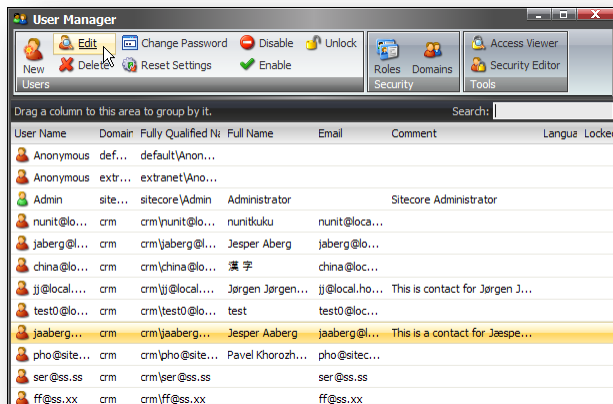 User Manager
Edit Change Password Disable Unlock
New Delete Reset Settings Enable
Users
Roles Domains
Security
Access Viewer
Security Editor
Tools
Drag a column to this area to group by it. Search:
User Name Domain Fully Qualified Na Full Name Email Comment Langua Locked
Anonymous def... default\Anon...
Anonymous extr... extranet\Ano...
Admin site... sitecore\Admin Administrator Sitecore Administrator
nunit@lo... crm crm\nunit@lo... nunitkuku nunit@loca...
jaberg@l... crm crm\jaberg@l... Jesper Aberg jaberg@lo...
china@lo... crm crm\china@lo... 漢字 china@loc...
jj@local.... crm crm\jj@local.... Jørgen Jørgen... jj@local.ho... This is contact for Jørgen J...
test0@lo... crm crm\test0@lo... test test0@loc...
jaaberg... crm crm\jaaberg... Jesper Aaberg jaaberg@l... This is a contact for Jæspe...
pho@site... crm crm\pho@site... Pavel Khorozh... pho@sitec...
ser@ss.ss crm crm\ser@ss.ss ser@ss.ss
ff@ss.xx crm crm\ff@ss.xx ff@ss.xx